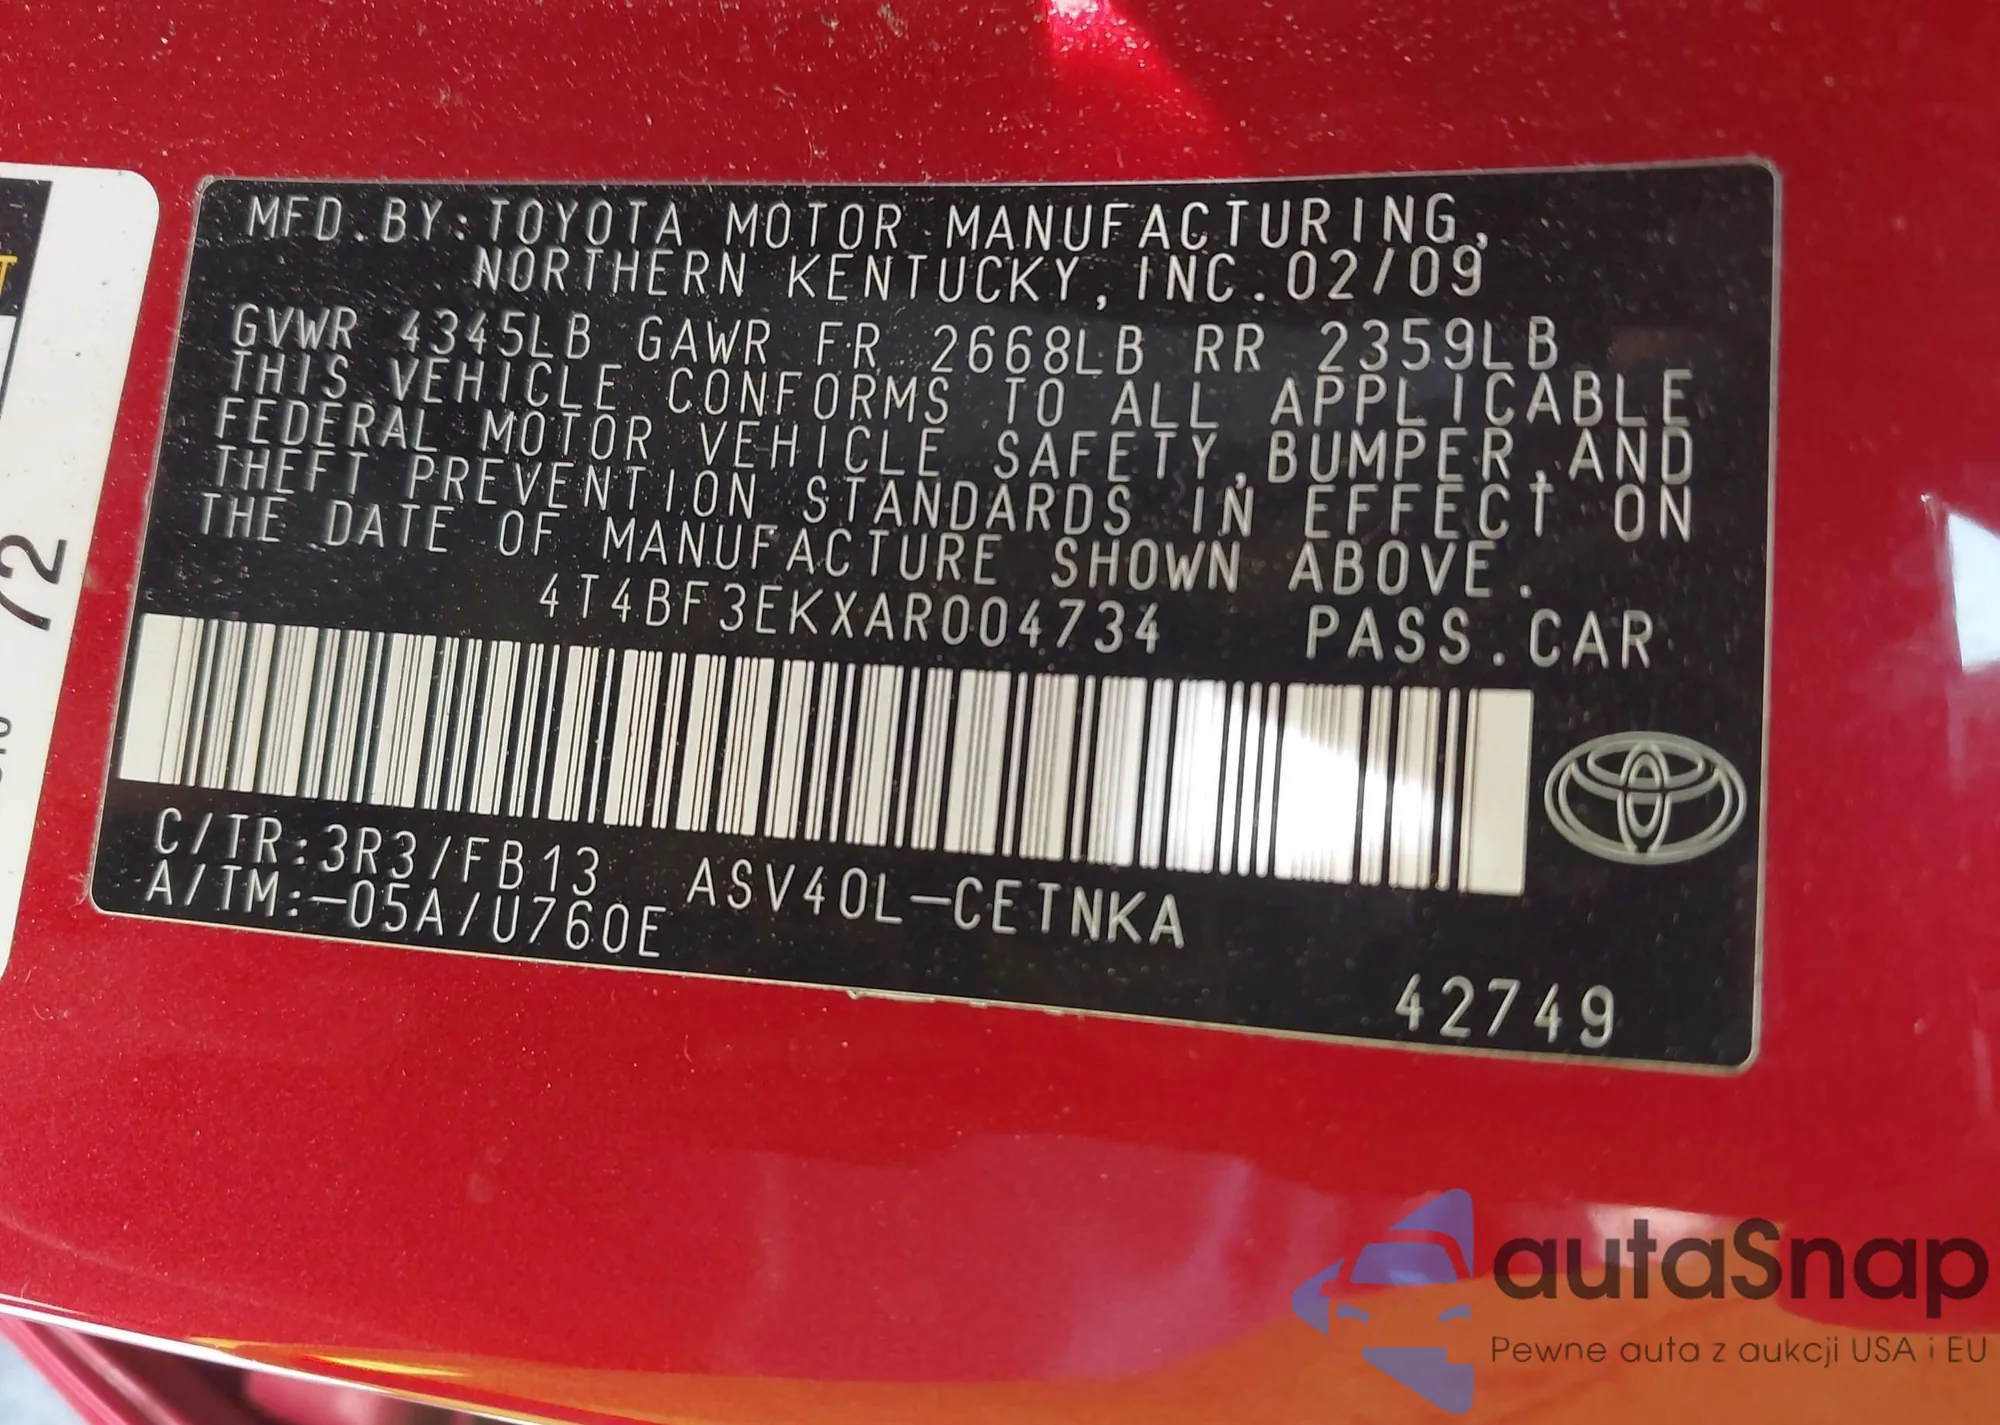 MFD.BY:TOYOTA MOTOR MANUFACTURING,
NORTHERN KENTUCKY, INC.02/09
GVWR 4345LB GAWR FR 2668LB RR 2359LB
THIS VEHICLE CONFORMS TO ALL APPLICABLE
FEDERAL MOTOR VEHICLE SAFETY,BUMPER,AND
THEFT PREVENTION STANDARDS IN EFFECT ON
THE DATE OF MANUFACTURE SHOWN ABOVE.
4T4BF3EKXAR004734 PASS.CAR
C/TR:3R3/FB13 ASV40L-CETNKA
A/TM:-05A/U760E
42749
autaSnap
Pewne auta z aukcji USA i EU